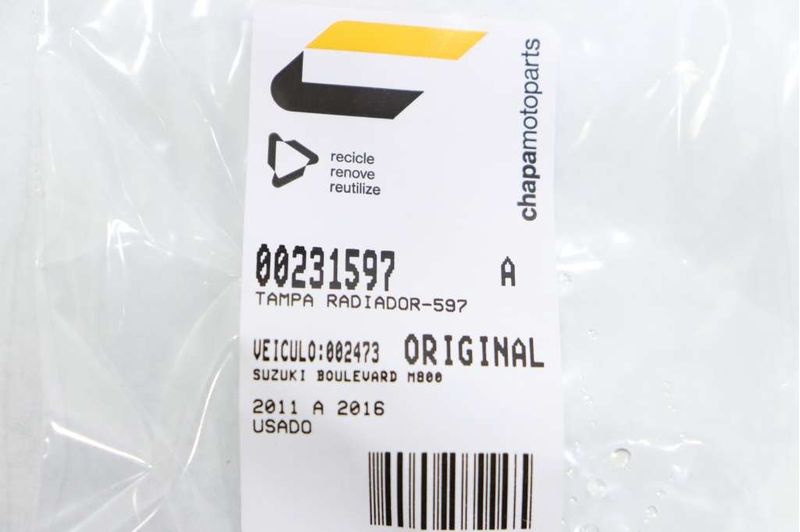 chapamotoparts
recicle
renove
reutilize
00231597 A
TAMPA RADIADOR-597
VEICULO:002473 ORIGINAL
SUZUKI BOULEVARD M800
2011 A 2016
USADO